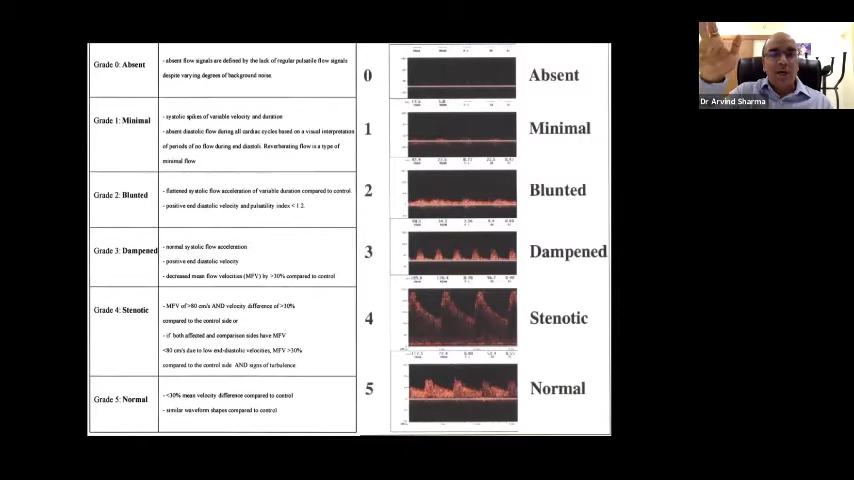 Grade 0: Absent
- absent flow signals are defined by the lack of regular pulsatile flow signals
despite varying degrees of background noise.
0
Absent
Grade 1: Minimal
- systolic spikes of variable velocity and duration
- absent diastolic flow during all cardiac cycles based on a visual interpretation
of periods of no flow during end diastoli. Reverberating flow is a type of
minimal flow
1
Minimal
Grade 2: Blunted
- flattened systolic flow acceleration of variable duration compared to control.
- positive end diastolic velocity and pulsatility index < 1.2.
2
Blunted
Grade 3: Dampened
- normal systolic flow acceleration
- positive end diastolic velocity
- decreased mean flow velocities (MFV) by >30% compared to control
3
Dampened
Grade 4: Stenotic
- MFV of >80 cm/s AND velocity difference of >30%
compared to the control side or
- if both affected and comparison sides have MFV
<80 cm/s due to low end-diastolic velocities, MFV >30%
compared to the control side AND signs of turbulence
4
Stenotic
Grade 5: Normal
- <30% mean velocity difference compared to control
- similar waveform shapes compared to control
5
Normal
Dr Arvind Sharma